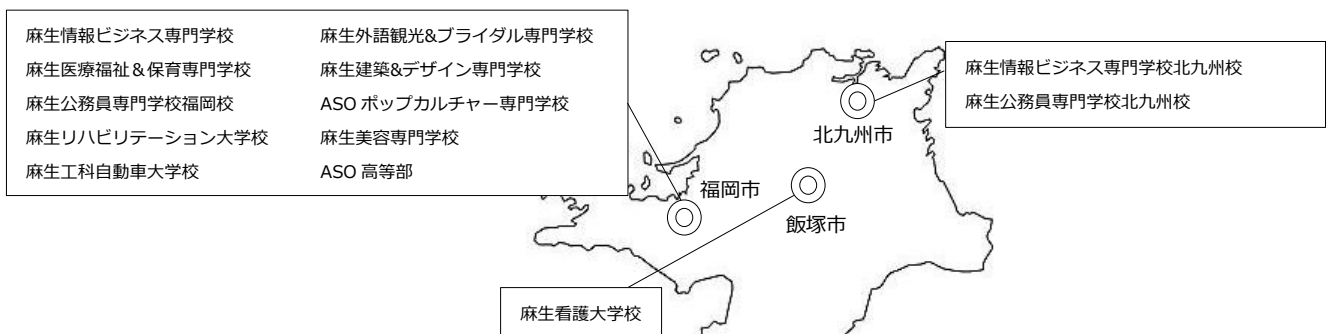 麻生情報ビジネス専門学校 麻生外語観光&ブライダル専門学校
麻生医療福祉&保育専門学校 麻生建築&デザイン専門学校
麻生公務員専門学校福岡校 ASO ポップカルチャー専門学校
麻生リハビリテーション大学校 麻生美容専門学校
麻生工科自動車大学校 ASO 高等部
麻生情報ビジネス専門学校北九州校
麻生公務員専門学校北九州校
北九州市
福岡市
飯塚市
麻生看護大学校